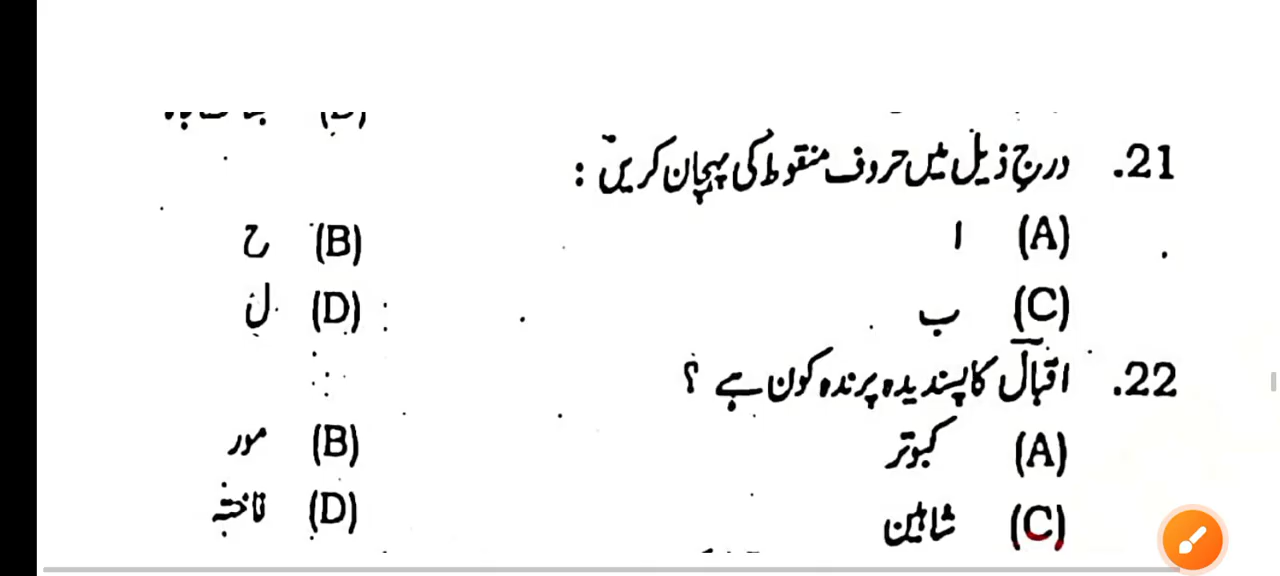 21. درج ذیل میں حروف منقوط کی پہچان کریں :
(A) ا (B) ح
(C) ب (D) ل
22. اقبالؔ کا پسندیدہ پرندہ کون ہے ؟
(A) کبوتر (B) مور
(C) شاہین (D) فاختہ